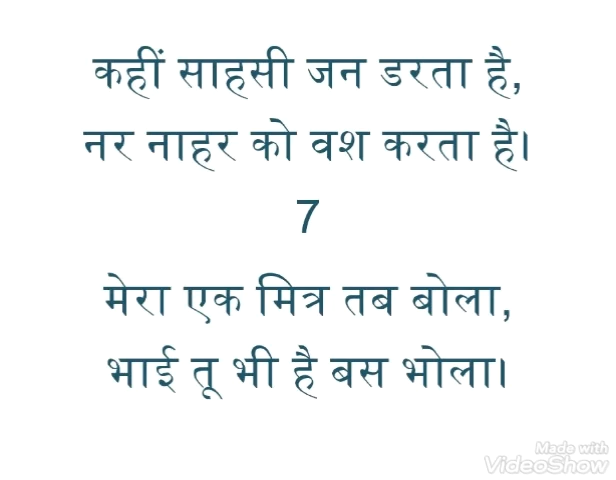 कहीं साहसी जन डरता है,
नर नाहर को वश करता है।
7
मेरा एक मित्र तब बोला,
भाई तू भी है बस भोला।
Made with
VideoShow